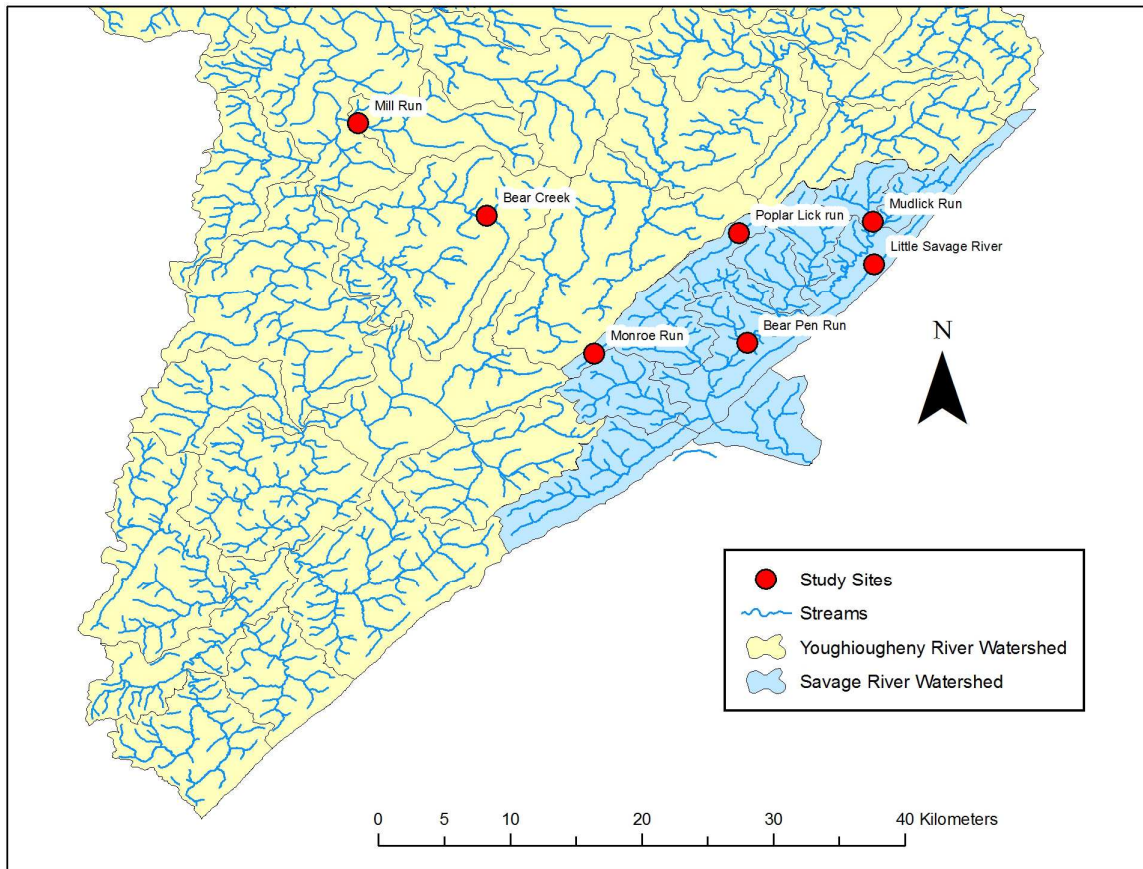 Mill Run
Bear Creek
Poplar Lick run
Mudlick Run
Little Savage River
Bear Pen Run
Monroe Run
N
Study Sites
Streams
Youghiougheny River Watershed
Savage River Watershed
0 5 10 20 30 40 Kilometers